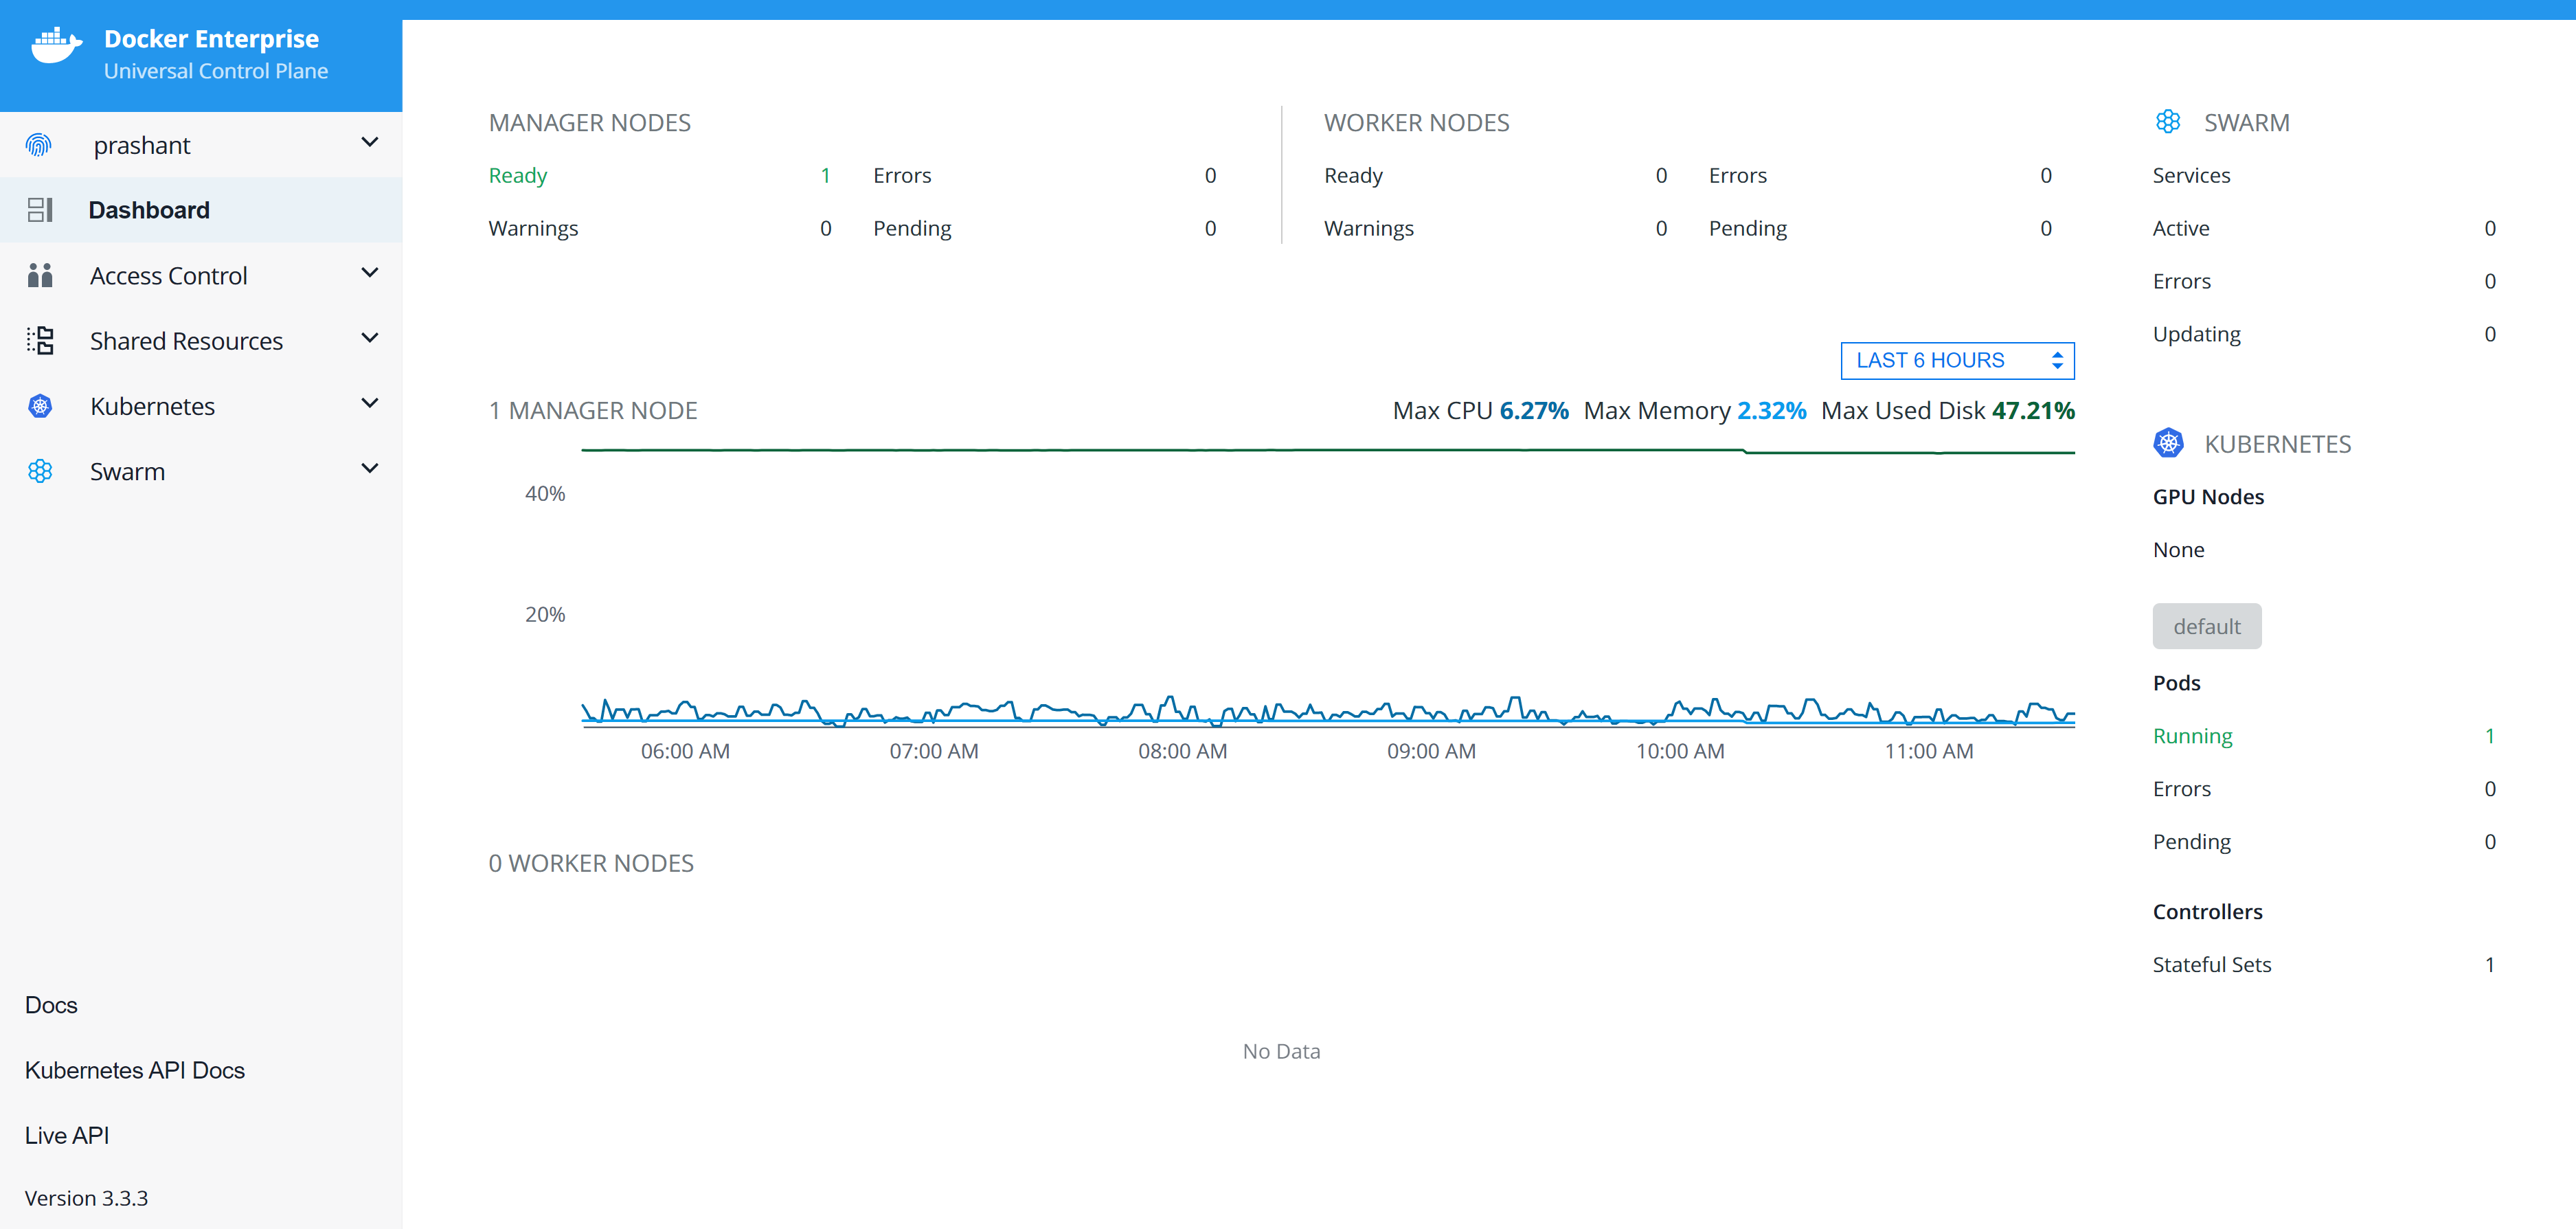 Docker Enterprise
Universal Control Plane
prashant
Dashboard
Access Control
Shared Resources
Kubernetes
Swarm
Docs
Kubernetes API Docs
Live API
Version 3.3.3
MANAGER NODES
Ready 1 Errors 0
Warnings 0 Pending 0
WORKER NODES
Ready 0 Errors 0
Warnings 0 Pending 0
LAST 6 HOURS
1 MANAGER NODE
Max CPU 6.27% Max Memory 2.32% Max Used Disk 47.21%
40%
20%
06:00 AM 07:00 AM 08:00 AM 09:00 AM 10:00 AM 11:00 AM
0 WORKER NODES
No Data
SWARM
Services
Active 0
Errors 0
Updating 0
KUBERNETES
GPU Nodes
None
default
Pods
Running 1
Errors 0
Pending 0
Controllers
Stateful Sets 1